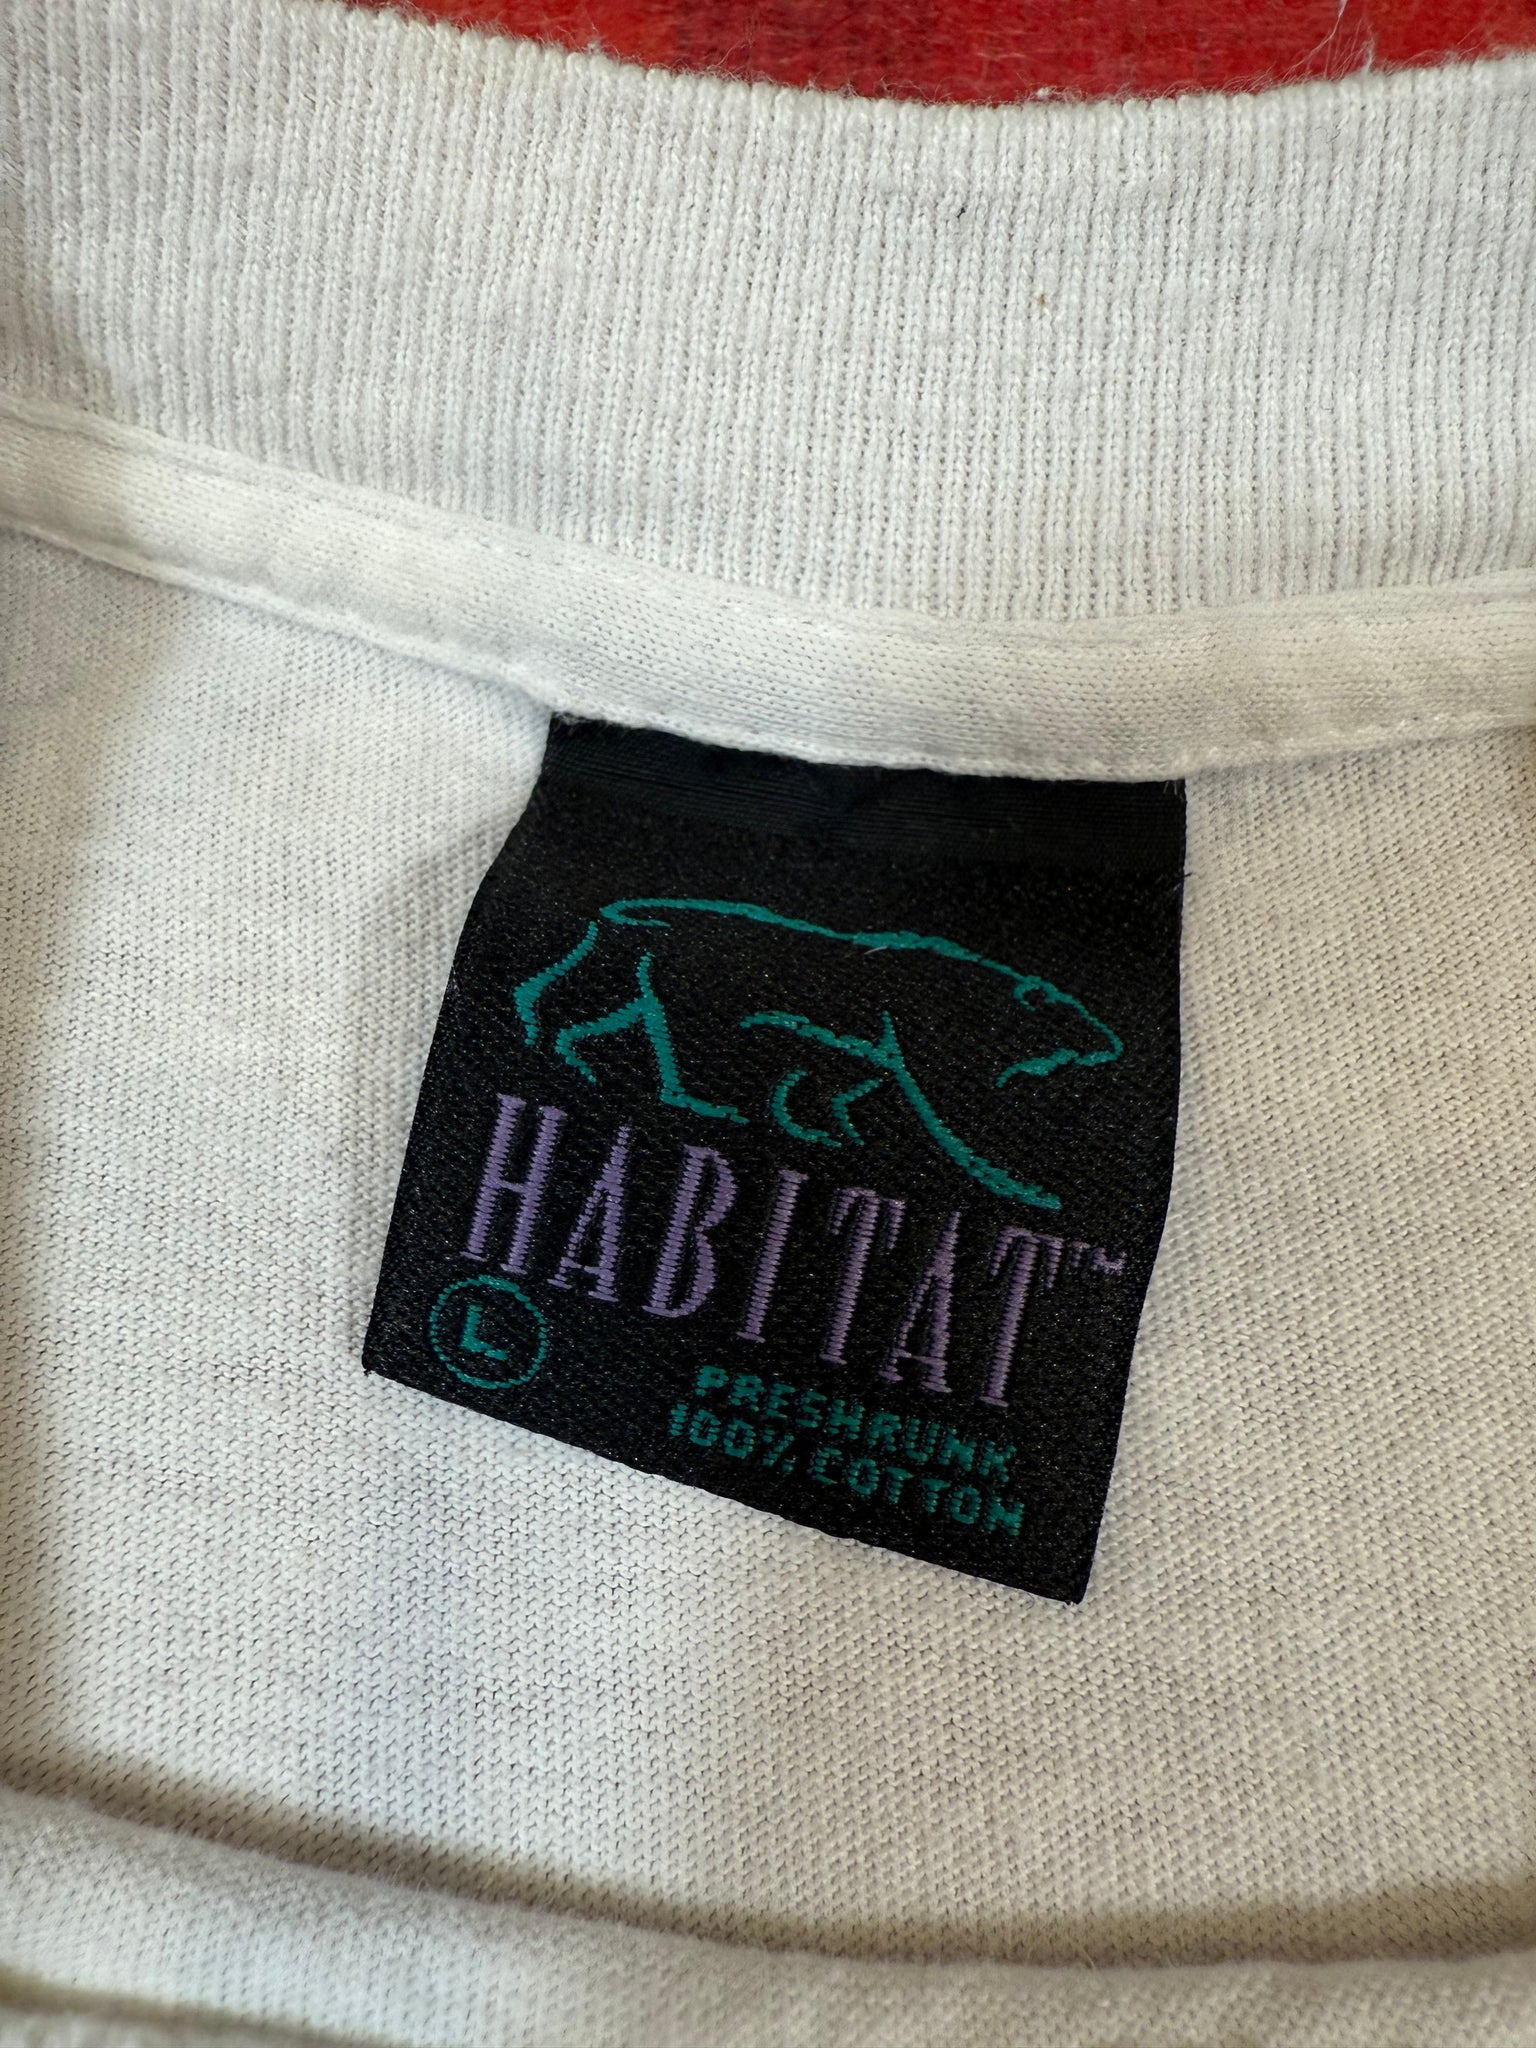 HABITAT™
L
PRESHRUNK
100% COTTON